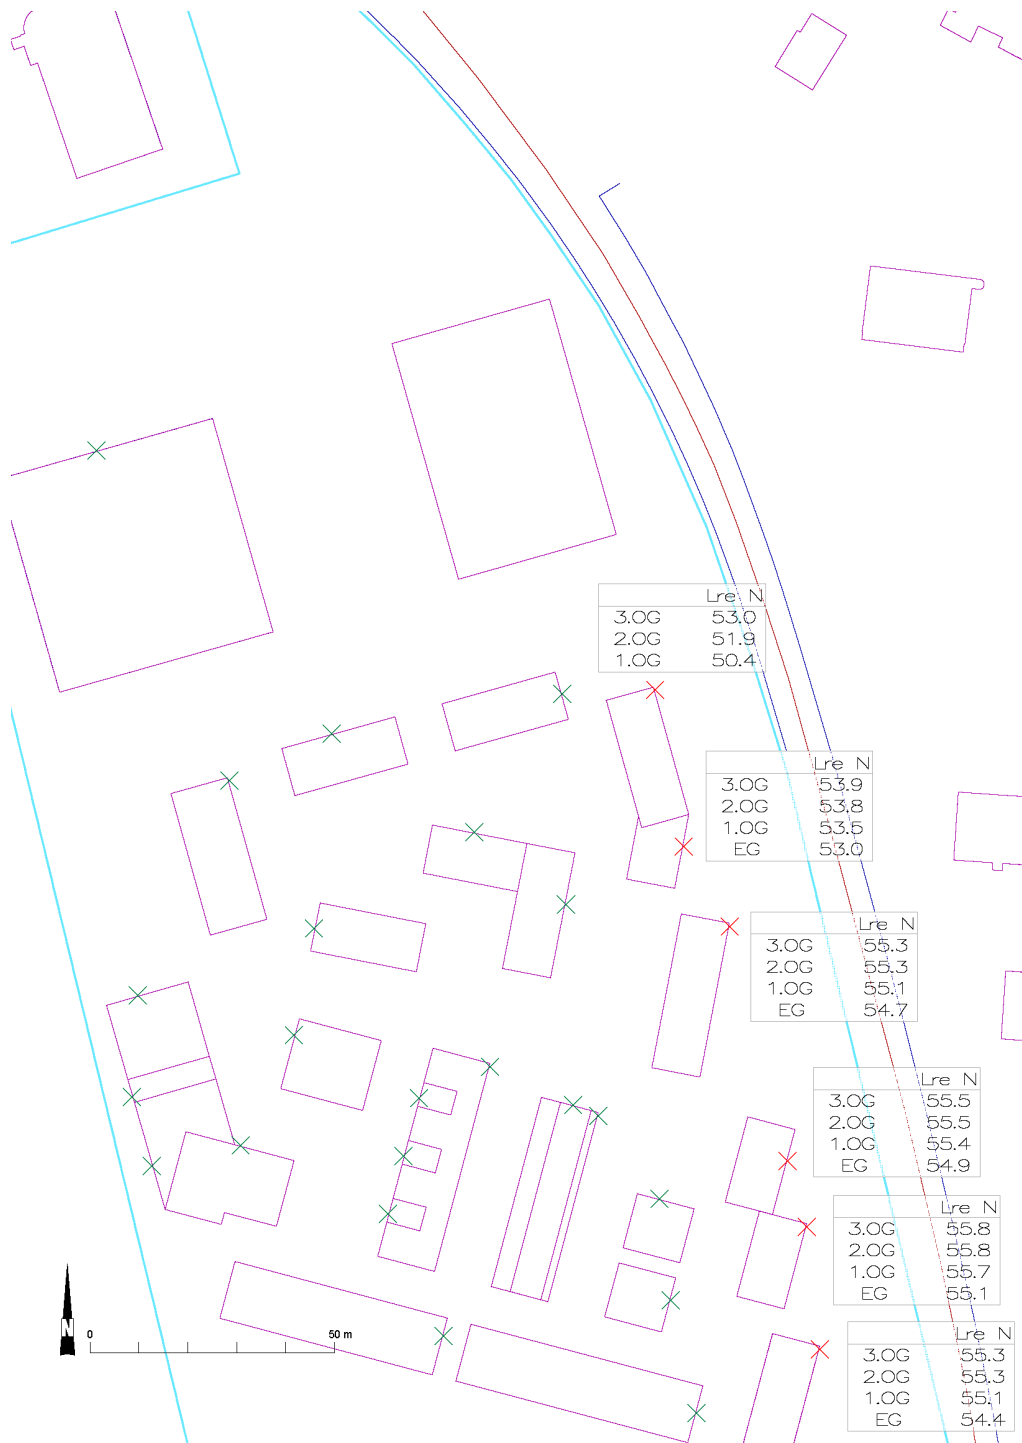 Lre N
3.OG 53.0
2.OG 51.9
1.OG 50.4
Lre N
3.OG 53.9
2.OG 53.8
1.OG 53.5
EG 53.0
Lre N
3.OG 55.3
2.OG 55.3
1.OG 55.1
EG 54.7
Lre N
3.OG 55.5
2.OG 55.5
1.OG 55.4
EG 54.9
Lre N
3.OG 55.8
2.OG 55.8
1.OG 55.7
EG 55.1
Lre N
3.OG 55.3
2.OG 55.3
1.OG 55.1
EG 54.4
N
0 50 m